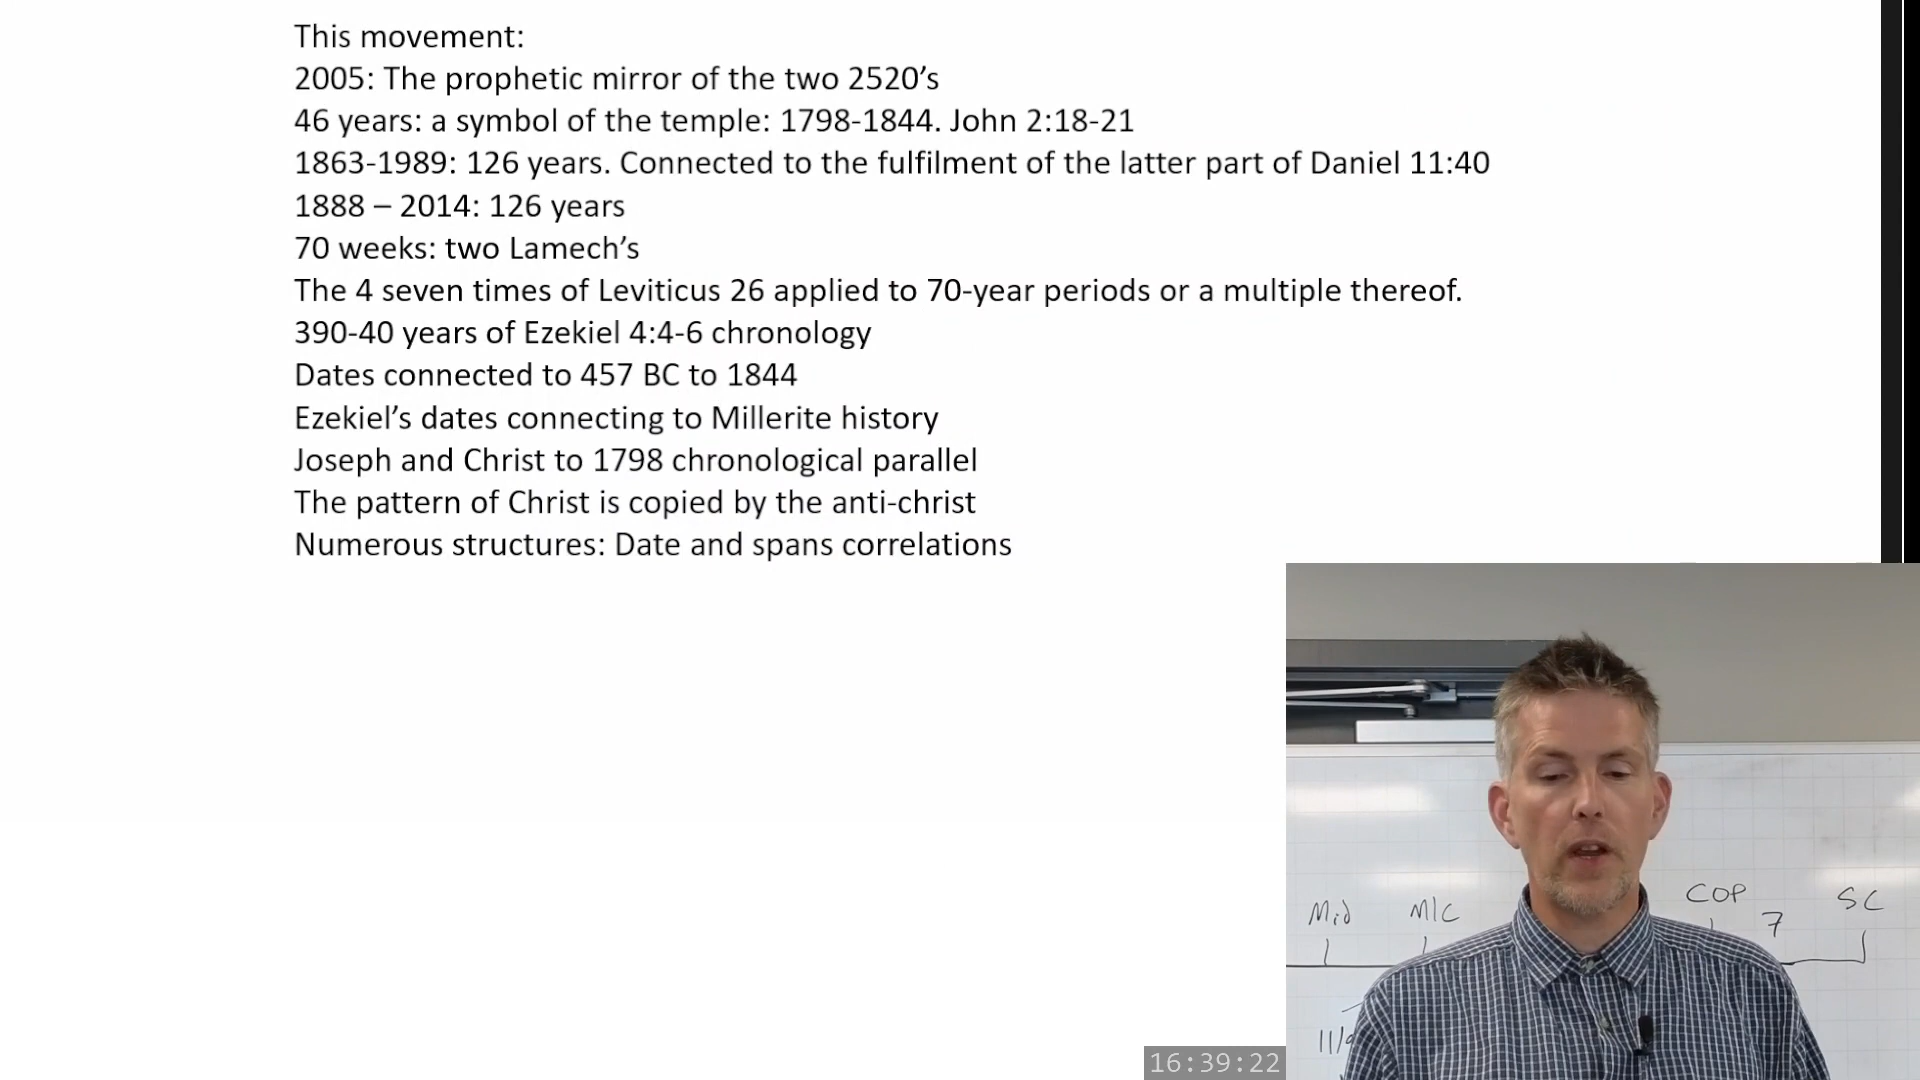 This movement:
2005: The prophetic mirror of the two 2520’s
46 years: a symbol of the temple: 1798-1844. John 2:18-21
1863-1989: 126 years. Connected to the fulfilment of the latter part of Daniel 11:40
1888 – 2014: 126 years
70 weeks: two Lamech’s
The 4 seven times of Leviticus 26 applied to 70-year periods or a multiple thereof.
390-40 years of Ezekiel 4:4-6 chronology
Dates connected to 457 BC to 1844
Ezekiel’s dates connecting to Millerite history
Joseph and Christ to 1798 chronological parallel
The pattern of Christ is copied by the anti-christ
Numerous structures: Date and spans correlations
Mid MIC COP 7 SC
16:39:22